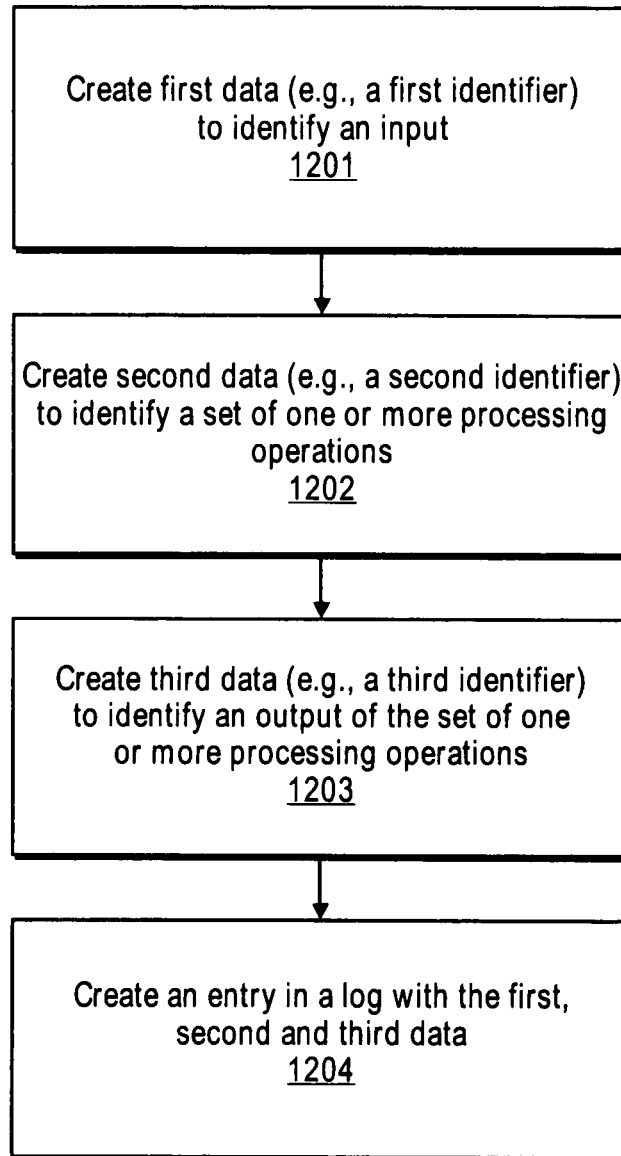 Create first data (e.g., a first identifier)
to identify an input
1201
Create second data (e.g., a second identifier)
to identify a set of one or more processing
operations
1202
Create third data (e.g., a third identifier)
to identify an output of the set of one
or more processing operations
1203
Create an entry in a log with the first,
second and third data
1204